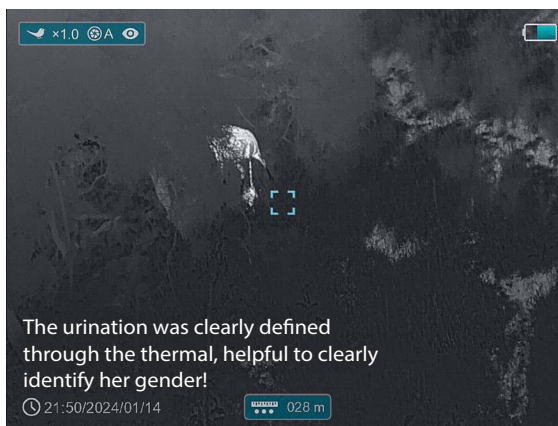 ×1.0 A
The urination was clearly defined
through the thermal, helpful to clearly
identify her gender!
21:50/2024/01/14
028 m